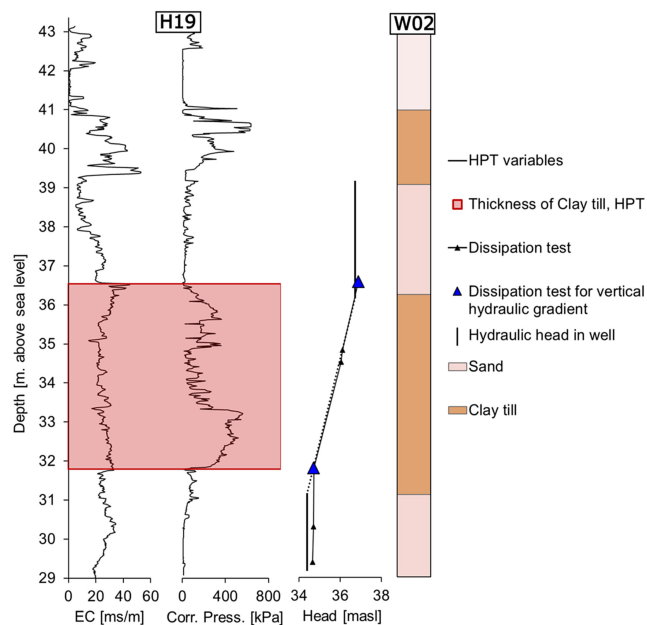 H19
W02
Depth [m. above sea level]
43
42
41
40
39
38
37
36
35
34
33
32
31
30
29
0 20 40 60
EC [ms/m]
0 400 800
Corr. Press. [kPa]
34 36 38
Head [masl]
HPT variables
Thickness of Clay till, HPT
Dissipation test
Dissipation test for vertical
hydraulic gradient
Hydraulic head in well
Sand
Clay till